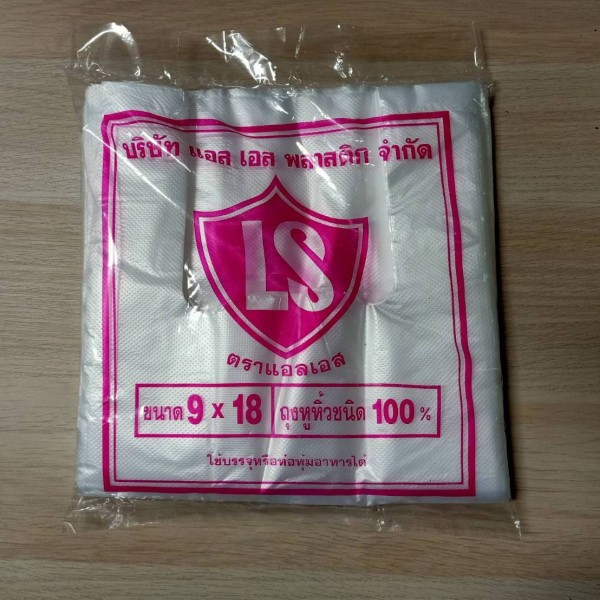 บริษัท แอล เอส พลาสติก จำกัด
LS
ตราแอลเอส
ขนาด 9 x 18 ถุงหูหิ้วชนิด 100 %
ใช้บรรจุหรือห่อหุ้มอาหารได้